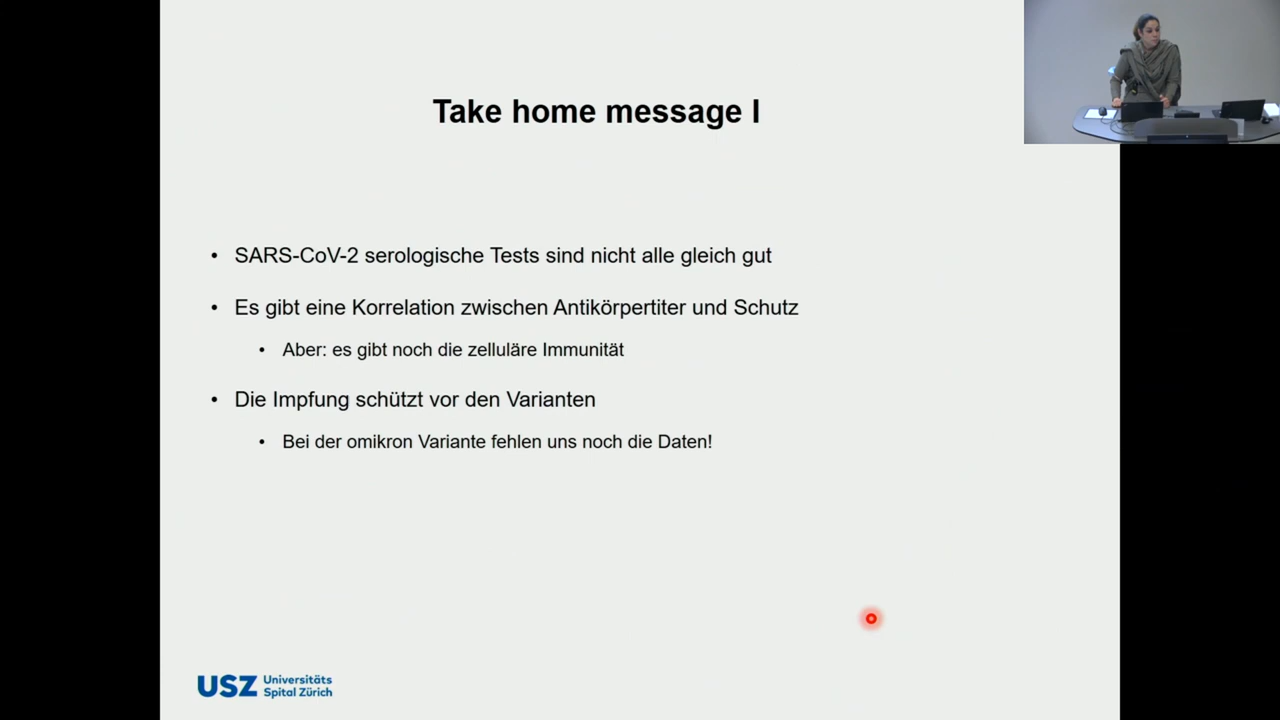 Take home message I
• SARS-CoV-2 serologische Tests sind nicht alle gleich gut
• Es gibt eine Korrelation zwischen Antikörpertiter und Schutz
• Aber: es gibt noch die zelluläre Immunität
• Die Impfung schützt vor den Varianten
• Bei der omikron Variante fehlen uns noch die Daten!
USZ Universitäts
Spital Zürich